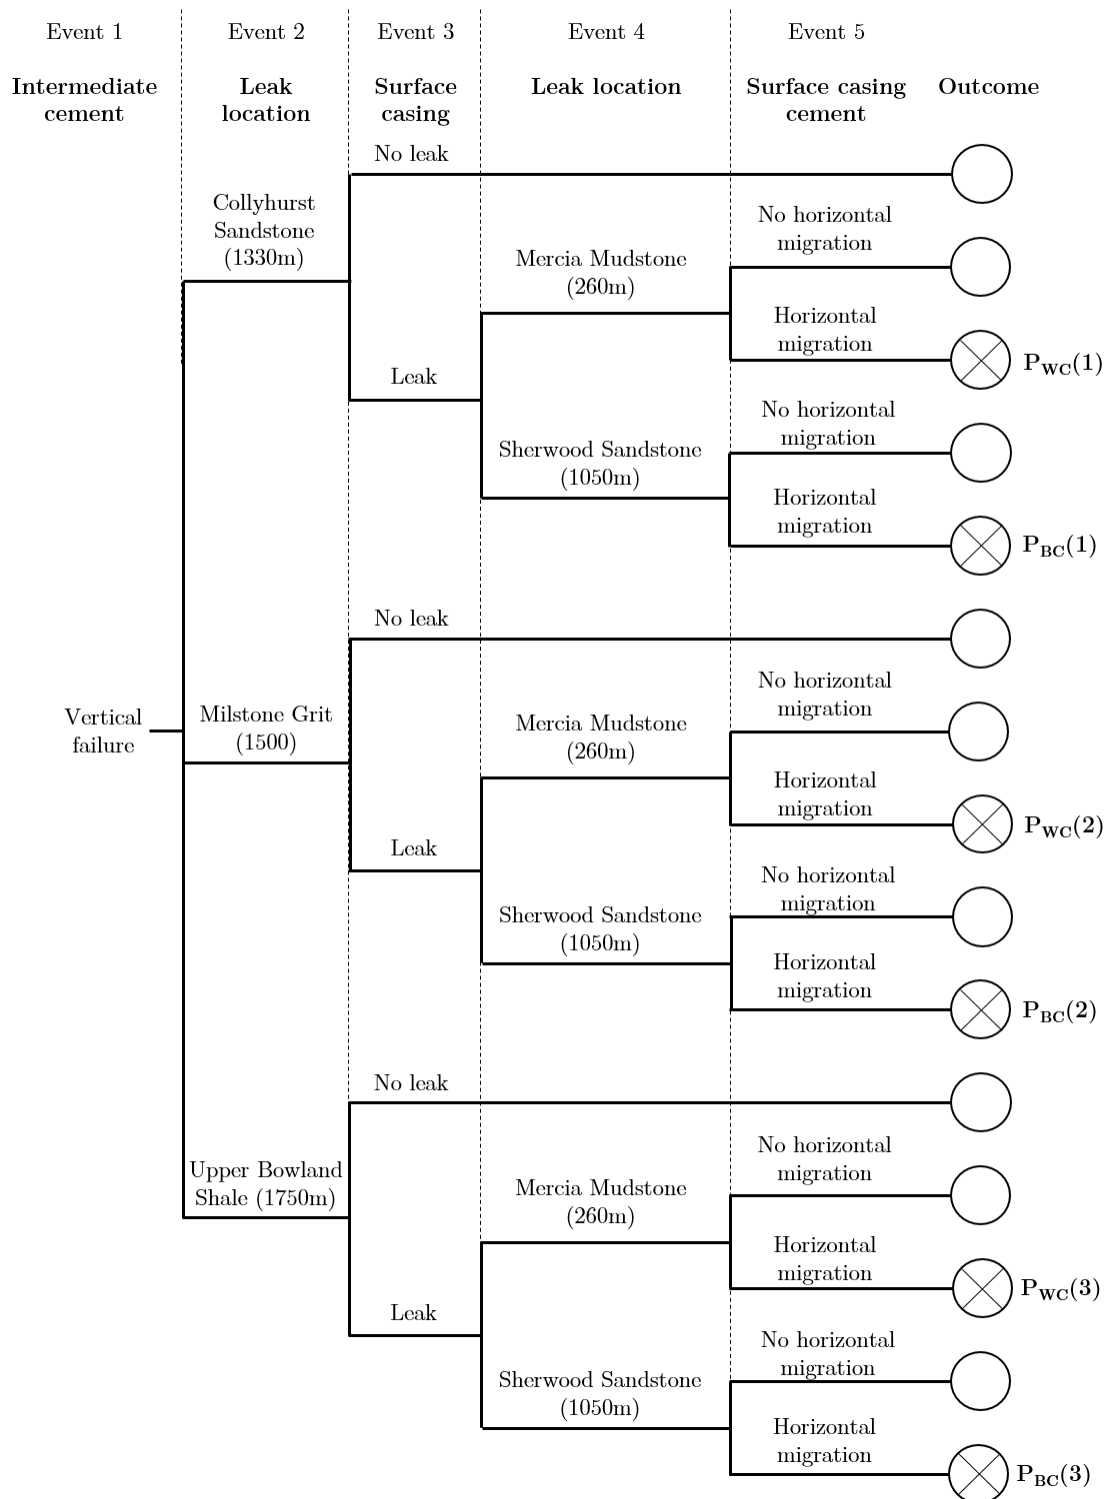 Event 1
Event 2
Event 3
Event 4
Event 5
Intermediate
cement
Leak
location
Surface
casing
Leak location
Surface casing
cement
Outcome
No leak
Collyhurst
Sandstone
(1330m)
No horizontal
migration
Mercia Mudstone
(260m)
Horizontal
migration
P_WC(1)
Leak
No horizontal
migration
Sherwood Sandstone
(1050m)
Horizontal
migration
P_BC(1)
No leak
Vertical
failure
Milstone Grit
(1500)
No horizontal
migration
Mercia Mudstone
(260m)
Horizontal
migration
P_WC(2)
Leak
No horizontal
migration
Sherwood Sandstone
(1050m)
Horizontal
migration
P_BC(2)
No leak
Upper Bowland
Shale (1750m)
No horizontal
migration
Mercia Mudstone
(260m)
Horizontal
migration
P_WC(3)
Leak
No horizontal
migration
Sherwood Sandstone
(1050m)
Horizontal
migration
P_BC(3)